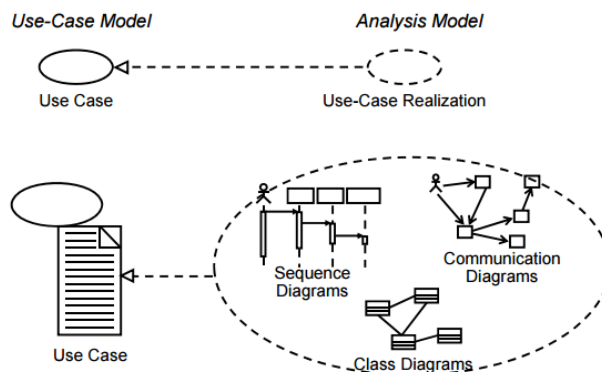 Use-Case Model
Analysis Model
Use Case
Use-Case Realization
Sequence
Diagrams
Communication
Diagrams
Use Case
Class Diagrams